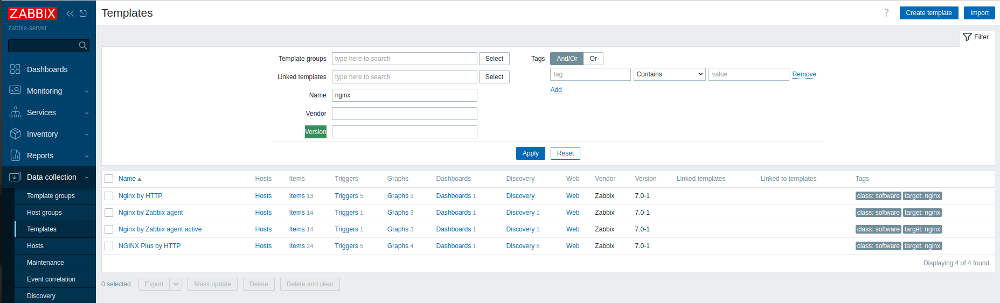 ZABBIX
zabbix-server
Dashboards
Monitoring
Services
Inventory
Reports
Data collection
Template groups
Host groups
Templates
Hosts
Maintenance
Event correlation
Discovery
Templates
? Create template Import
Filter
Template groups type here to search Select
Linked templates type here to search Select
Name nginx
Vendor
Version
Tags And/Or Or
tag Contains value Remove
Add
Apply Reset
Name Hosts Items Triggers Graphs Dashboards Discovery Web Vendor Version Linked templates Linked to templates Tags
Nginx by HTTP Hosts Items 13 Triggers 5 Graphs 3 Dashboards 1 Discovery Web Zabbix 7.0-1 class: software target: nginx
Nginx by Zabbix agent Hosts Items 14 Triggers 1 Graphs 3 Dashboards 1 Discovery 1 Web Zabbix 7.0-1 class: software target: nginx
Nginx by Zabbix agent active Hosts Items 14 Triggers 1 Graphs 3 Dashboards 1 Discovery 1 Web Zabbix 7.0-1 class: software target: nginx
NGINX Plus by HTTP Hosts Items 24 Triggers 5 Graphs 4 Dashboards 1 Discovery 8 Web Zabbix 7.0-1 class: software target: nginx
Displaying 4 of 4 found
0 selected Export Mass update Delete Delete and clear